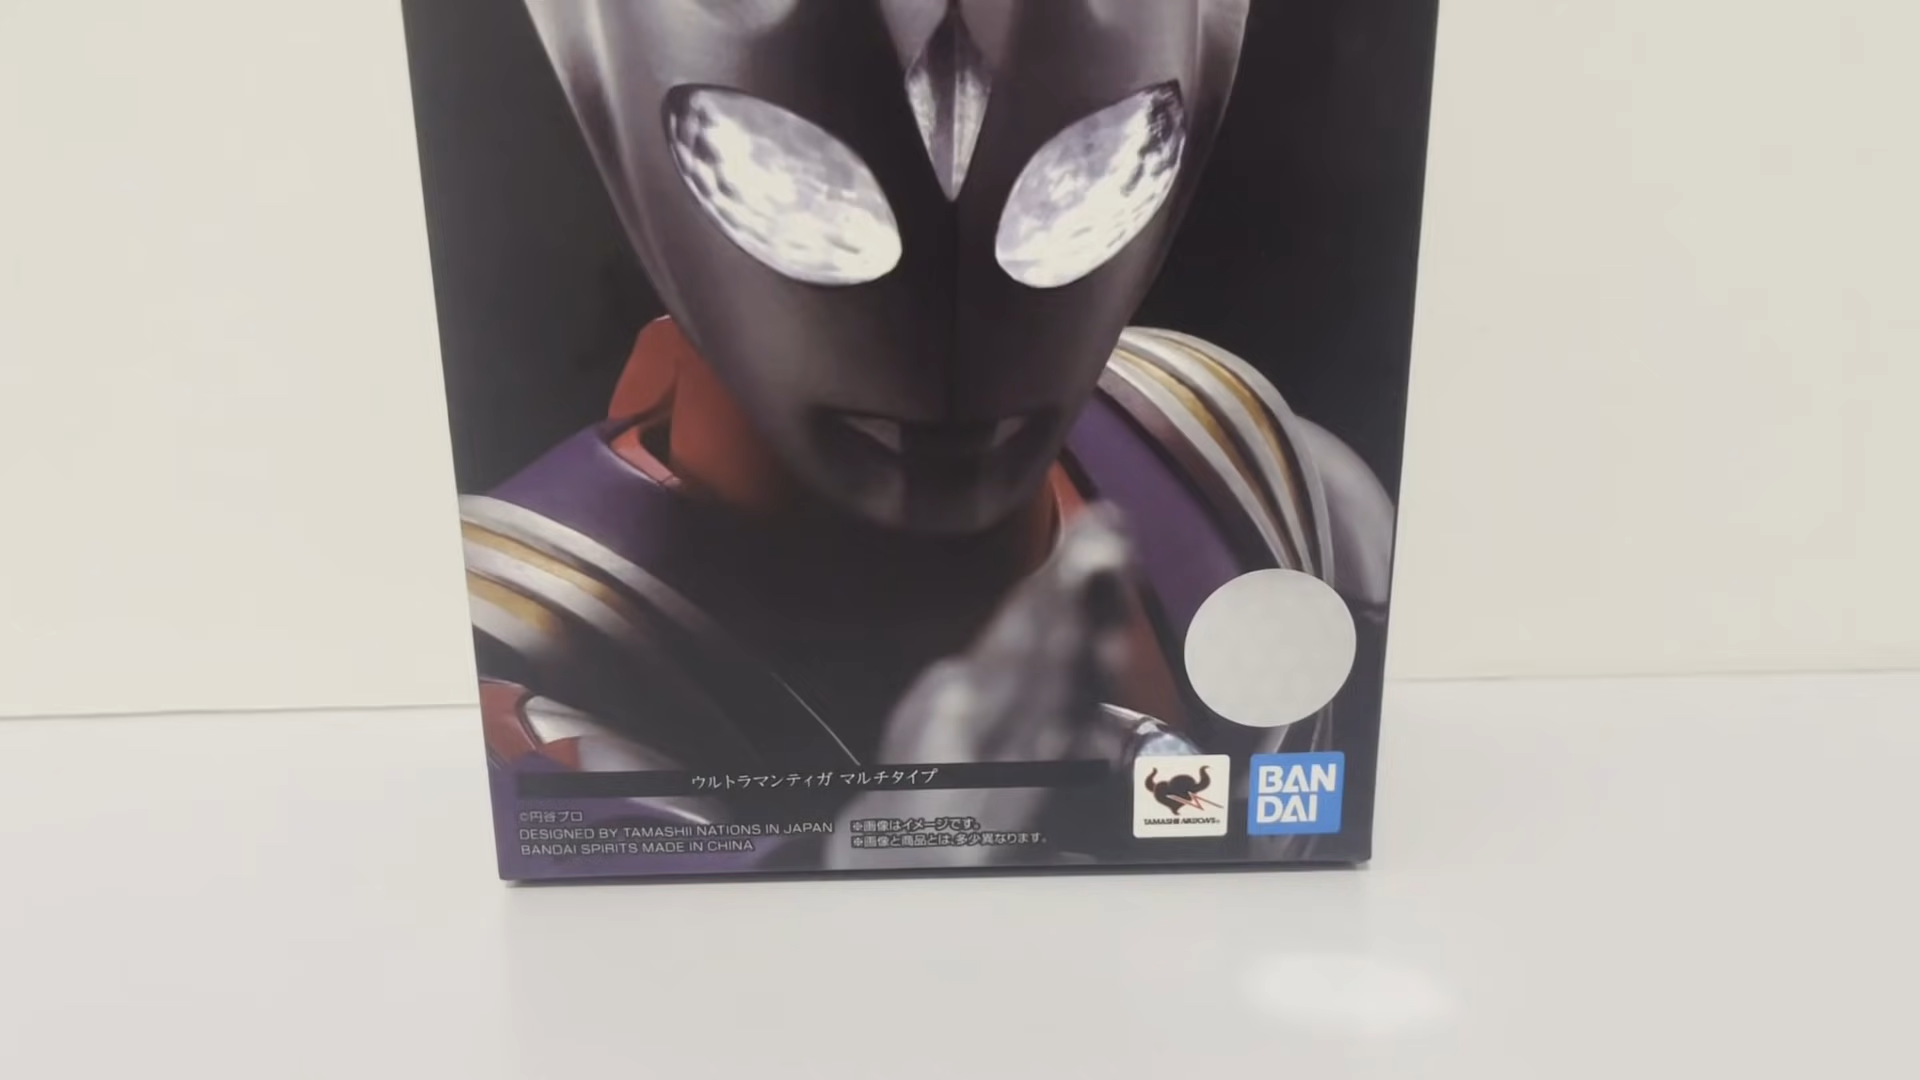 ウルトラマンティガ マルチタイプ
©円谷プロ
DESIGNED BY TAMASHII NATIONS IN JAPAN
BANDAI SPIRITS MADE IN CHINA
※画像はイメージです。
※画像と商品とは、多少異なります。
TAMASHII NATIONS
BAN
DAI